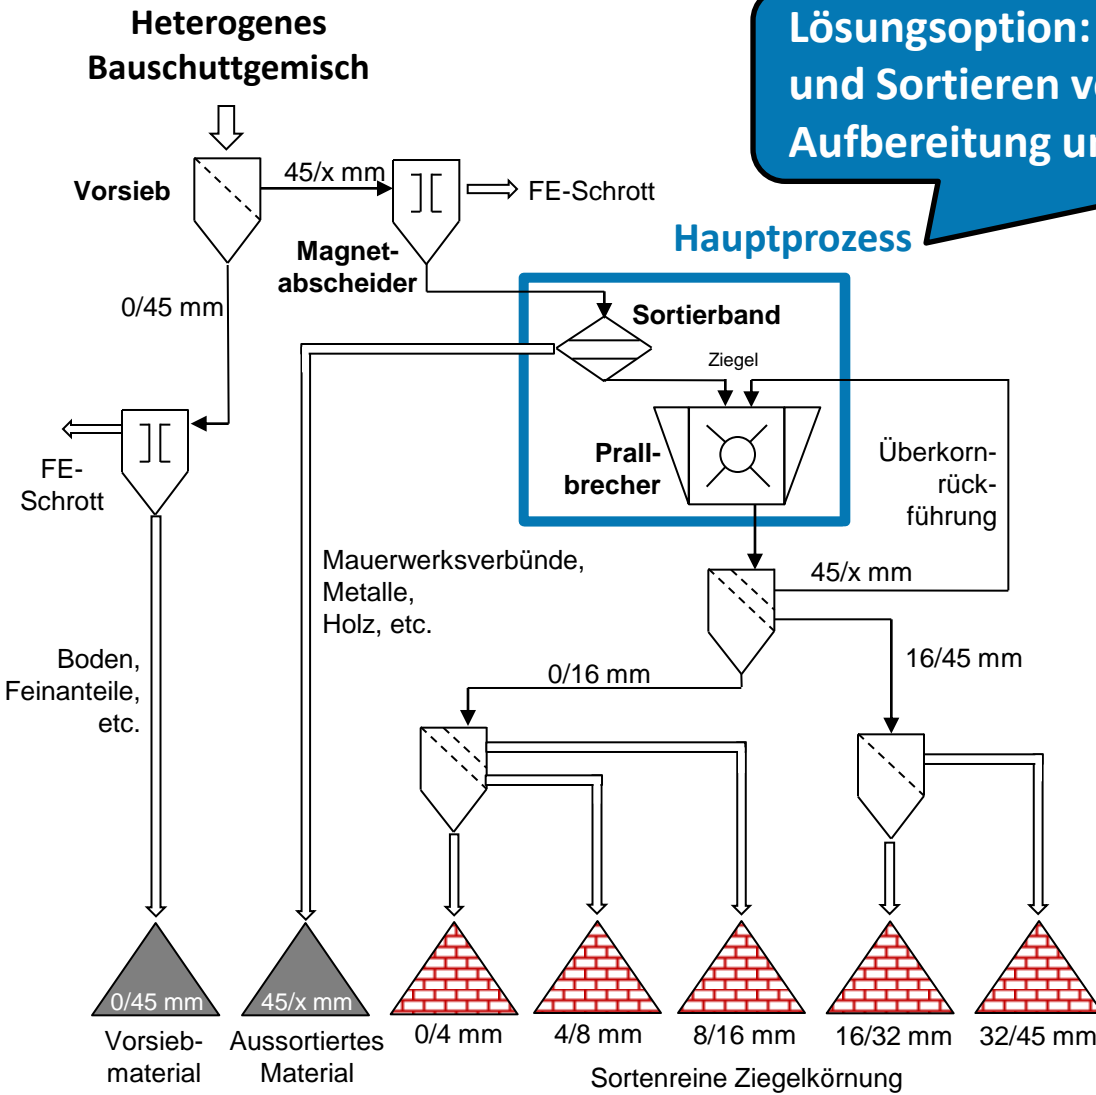 Heterogenes
Bauschuttgemisch
Lösungsoption:
und Sortieren
Aufbereitung
Vorsieb
45/x mm
FE-Schrott
Magnet-
abscheider
Hauptprozess
0/45 mm
Sortierband
Ziegel
FE-
Schrott
Prall-
brecher
Überkorn-
rück-
führung
Mauerwerksverbünde,
Metalle,
Holz, etc.
45/x mm
Boden,
Feinanteile,
etc.
0/16 mm
16/45 mm
0/45 mm
45/x mm
Vorsieb-
material
Aussortiertes
Material
0/4 mm
4/8 mm
8/16 mm
16/32 mm
32/45 mm
Sortenreine Ziegelkörnung